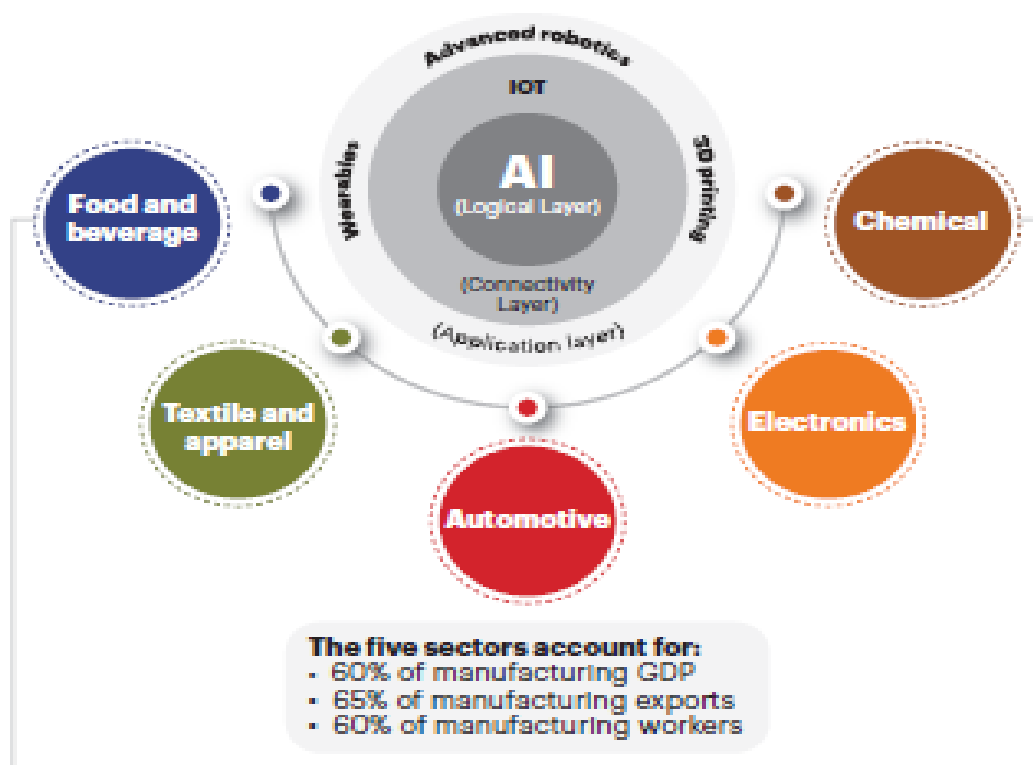 Advanced robotics
IOT
Wearables
3D printing
AI
(Logical Layer)
(Connectivity
Layer)
(Application layer)
Food and
beverage
Chemical
Textile and
apparel
Electronics
Automotive
The five sectors account for:
• 60% of manufacturing GDP
• 65% of manufacturing exports
• 60% of manufacturing workers